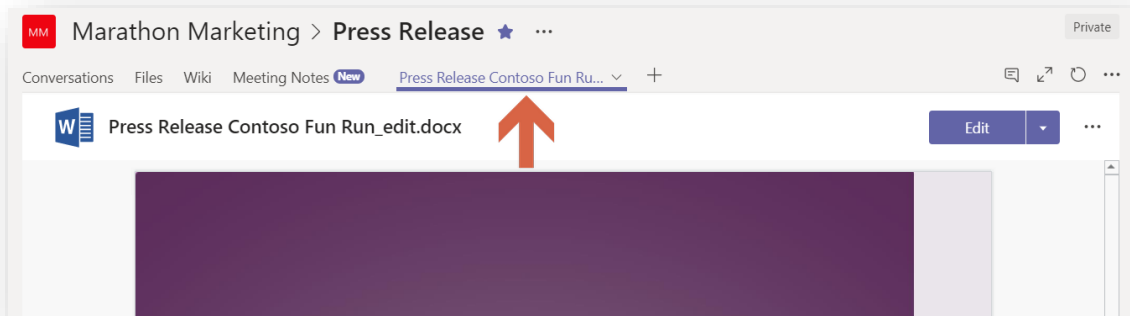 MM Marathon Marketing > Press Release ★ ···
Private
Conversations Files Wiki Meeting Notes New Press Release Contoso Fun Ru... +
W Press Release Contoso Fun Run_edit.docx
Edit